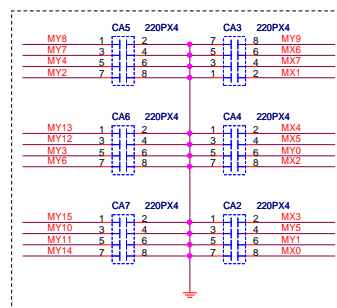 CA5 220PX4 CA3 220PX4
MY8 1 2 7 8 MY9
MY7 3 4 5 6 MX6
MY4 5 6 3 4 MX7
MY2 7 8 1 2 MX1
CA6 220PX4 CA4 220PX4
MY13 1 2 1 2 MX4
MY12 3 4 3 4 MX5
MY3 5 6 5 6 MY0
MY6 7 8 7 8 MX2
CA7 220PX4 CA2 220PX4
MY15 1 2 1 2 MX3
MY10 3 4 3 4 MY5
MY11 5 6 5 6 MY1
MY14 7 8 7 8 MX0